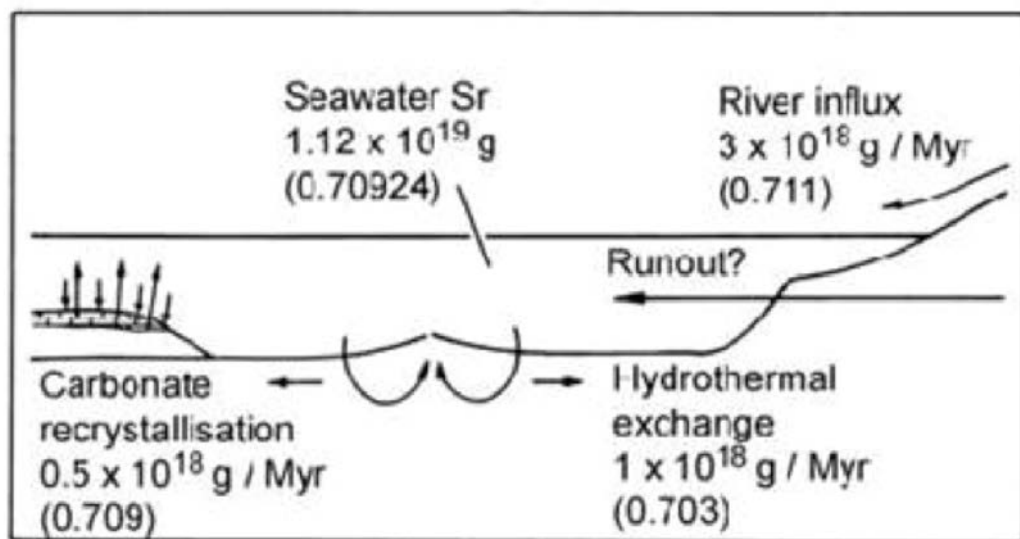 Seawater Sr
1.12 x 10¹⁹ g
(0.70924)
River influx
3 x 10¹⁸ g / Myr
(0.711)
Runout?
Carbonate
recrystallisation
0.5 x 10¹⁸ g / Myr
(0.709)
Hydrothermal
exchange
1 x 10¹⁸ g / Myr
(0.703)